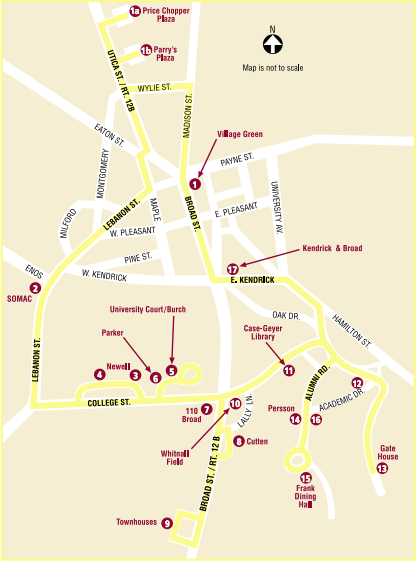 1a Price Chopper
Plaza
N
1b Parry's
Plaza
Map is not to scale
UTICA ST. / RT. 12B
WYLIE ST.
MADISON ST.
EATON ST.
Village Green
MONTGOMERY
PAYNE ST.
1
MILFORD
LEBANON ST.
MAPLE
BROAD ST.
E. PLEASANT
UNIVERSITY AV.
W. PLEASANT
PINE ST.
Kendrick & Broad
ENOS
W. KENDRICK
17
E. KENDRICK
2
SOMAC
University Court/Burch
OAK DR.
HAMILTON ST.
Parker
Case-Geyer
Library
LEBANON ST.
Newell
4
3
6
5
11
ALUMNI RD.
12
COLLEGE ST.
110
Broad
7
10
LALLY LN.
Persson
14
16
ACADEMIC DR.
Whitnall
Field
8
Cutten
Gate
House
13
BROAD ST. / RT. 12 B
15
Frank
Dining
Hall
Townhouses
9